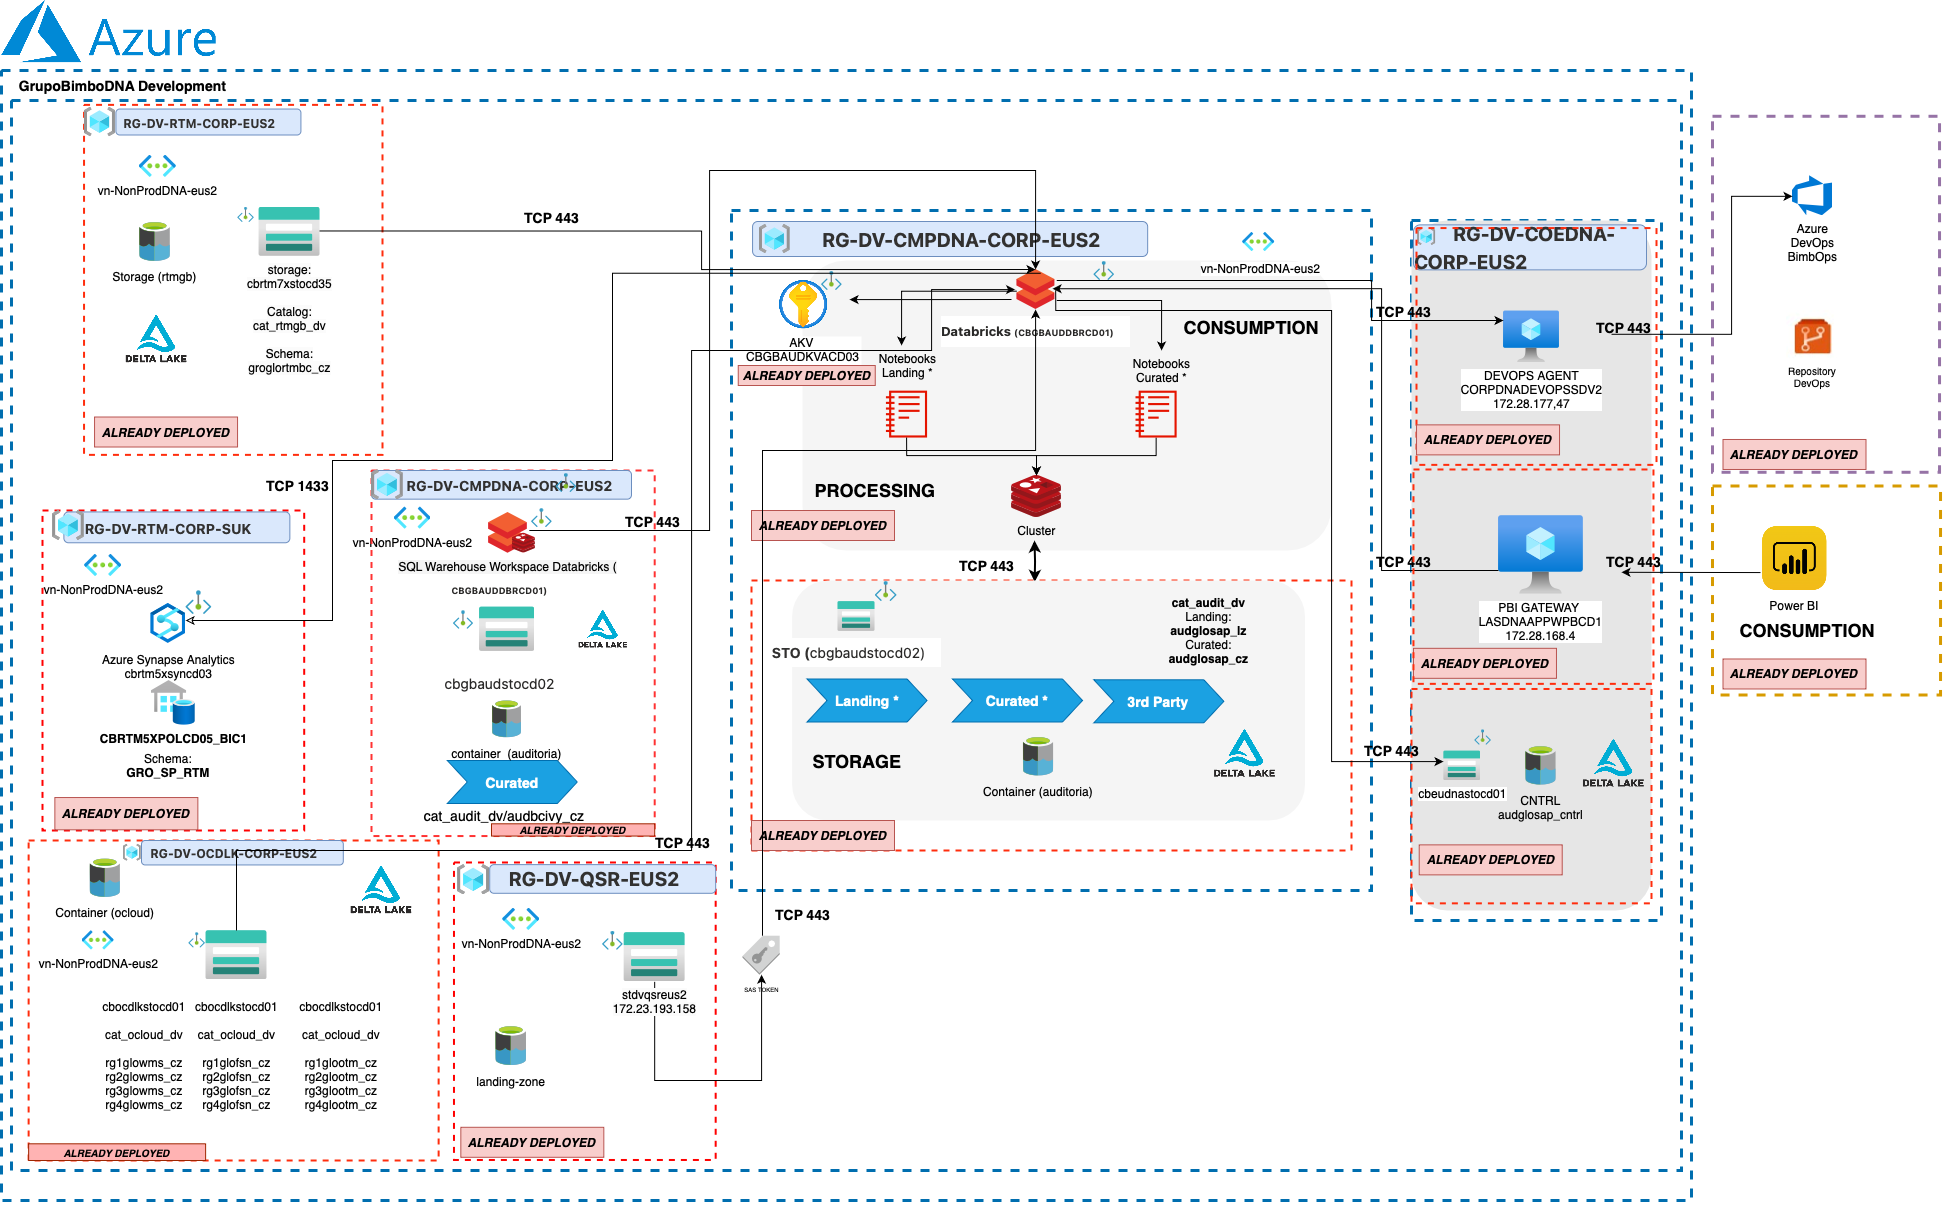 Azure
GrupoBimboDNA Development
RG-DV-RTM-CORP-EUS2
vn-NonProdDNA-eus2
Storage (rtmgb)
storage:
cbrtm7xstocd35
Catalog:
cat_rtmgb_dv
Schema:
groglortmbc_cz
DELTA LAKE
ALREADY DEPLOYED
TCP 443
TCP 1433
RG-DV-RTM-CORP-SUK
vn-NonProdDNA-eus2
Azure Synapse Analytics
cbrtm5xsyncd03
CBRTM5XPOLCD05_BIC1
Schema:
GRO_SP_RTM
ALREADY DEPLOYED
RG-DV-CMPDNA-CORP-EUS2
vn-NonProdDNA-eus2
TCP 443
SQL Warehouse Workspace Databricks (
CBGBAUDDBRCD01)
DELTA LAKE
cbgbaudstocd02
container (auditoria)
Curated
cat_audit_dv/audbcivy_cz
ALREADY DEPLOYED
TCP 443
RG-DV-OCDLK-CORP-EUS2
Container (ocloud)
DELTA LAKE
vn-NonProdDNA-eus2
cbocdlkstocd01 cbocdlkstocd01 cbocdlkstocd01
cat_ocloud_dv cat_ocloud_dv cat_ocloud_dv
rg1glowms_cz rg1glofsn_cz rg1glootm_cz
rg2glowms_cz rg2glofsn_cz rg2glootm_cz
rg3glowms_cz rg3glofsn_cz rg3glootm_cz
rg4glowms_cz rg4glofsn_cz rg4glootm_cz
ALREADY DEPLOYED
RG-DV-QSR-EUS2
vn-NonProdDNA-eus2
stdvqsreus2
172.23.193.158
landing-zone
ALREADY DEPLOYED
TCP 443
SAS TOKEN
RG-DV-CMPDNA-CORP-EUS2
vn-NonProdDNA-eus2
AKV
CBGBAUDKVACD03
ALREADY DEPLOYED
Databricks (CBGBAUDDBRCD01)
CONSUMPTION
Notebooks
Landing *
Notebooks
Curated *
PROCESSING
ALREADY DEPLOYED
Cluster
TCP 443
STO (cbgbaudstocd02)
cat_audit_dv
Landing:
audglosap_lz
Curated:
audglosap_cz
Landing *
Curated *
3rd Party
STORAGE
Container (auditoria)
DELTA LAKE
ALREADY DEPLOYED
RG-DV-COEDNA-
CORP-EUS2
TCP 443
TCP 443
DEVOPS AGENT
CORPDNADEVOPSSDV2
172.28.177,47
ALREADY DEPLOYED
TCP 443
TCP 443
PBI GATEWAY
LASDNAAPPWPBCD1
172.28.168.4
ALREADY DEPLOYED
TCP 443
cbeudnastocd01
CNTRL
audglosap_cntrl
DELTA LAKE
ALREADY DEPLOYED
Azure
DevOps
BimbOps
Repository
DevOps
ALREADY DEPLOYED
Power BI
CONSUMPTION
ALREADY DEPLOYED